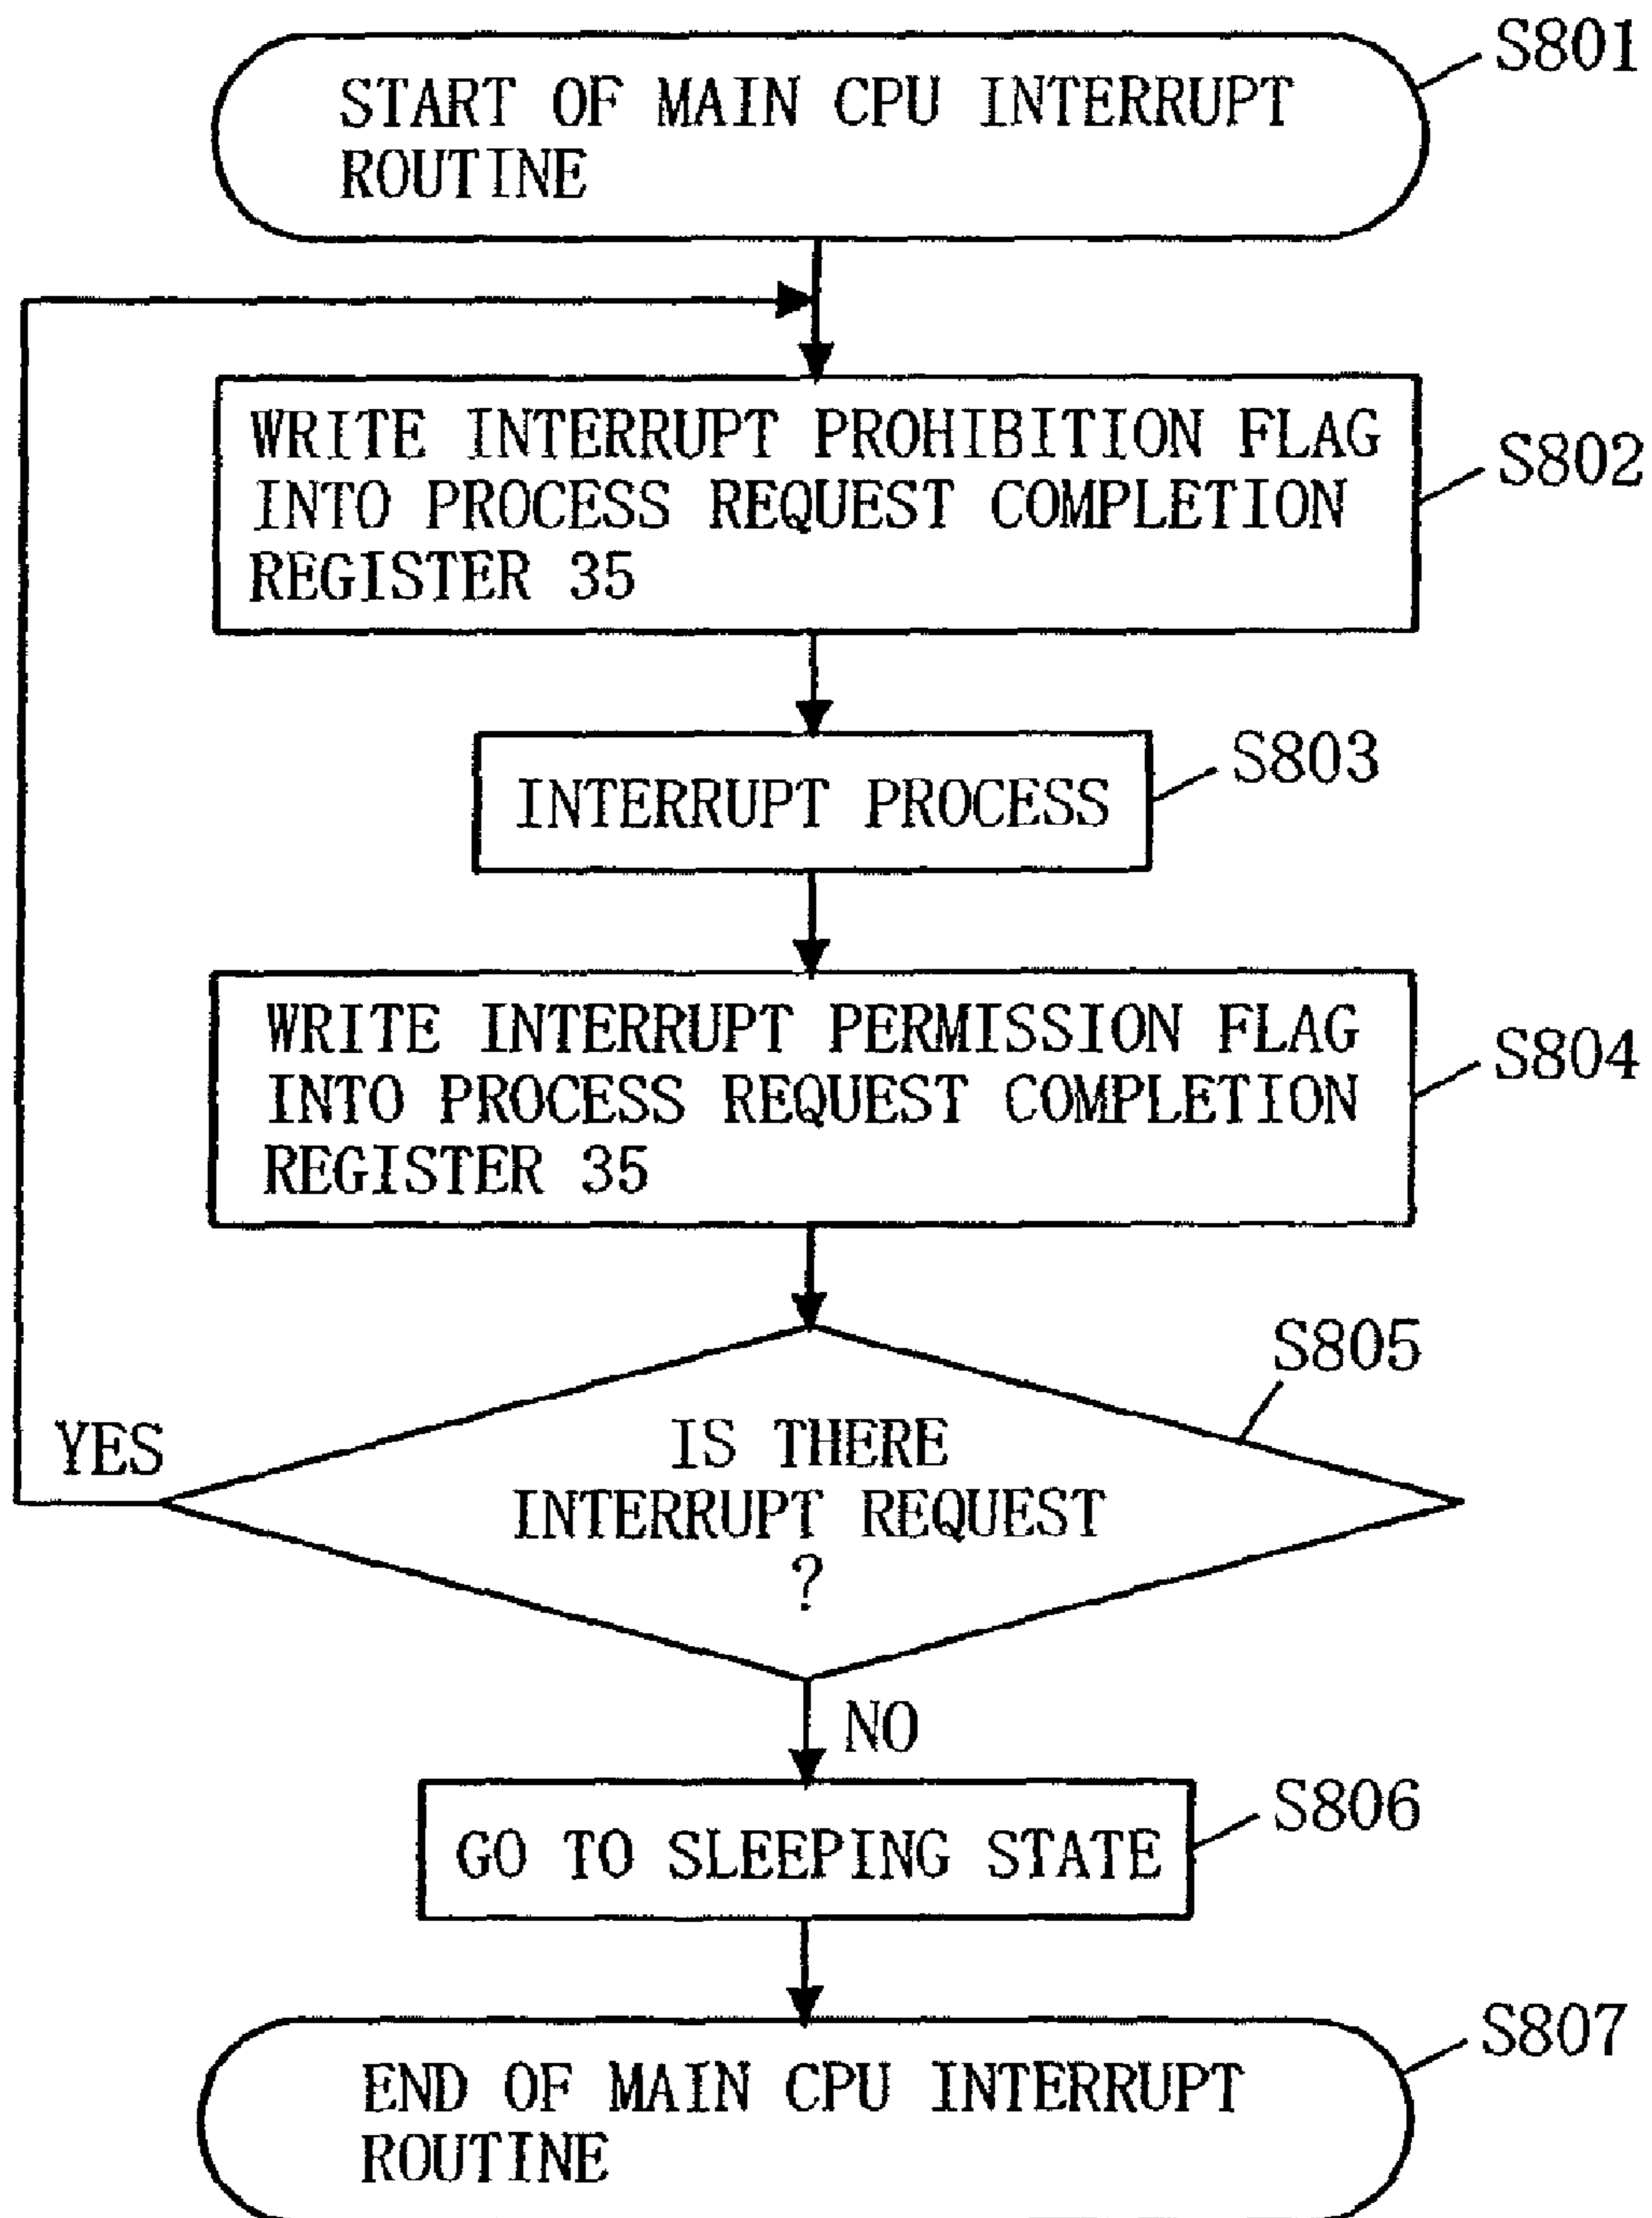 S801
START OF MAIN CPU INTERRUPT
ROUTINE
WRITE INTERRUPT PROHIBITION FLAG
INTO PROCESS REQUEST COMPLETION
REGISTER 35
S802
INTERRUPT PROCESS
S803
WRITE INTERRUPT PERMISSION FLAG
INTO PROCESS REQUEST COMPLETION
REGISTER 35
S804
S805
YES
IS THERE
INTERRUPT REQUEST
?
NO
GO TO SLEEPING STATE
S806
S807
END OF MAIN CPU INTERRUPT
ROUTINE